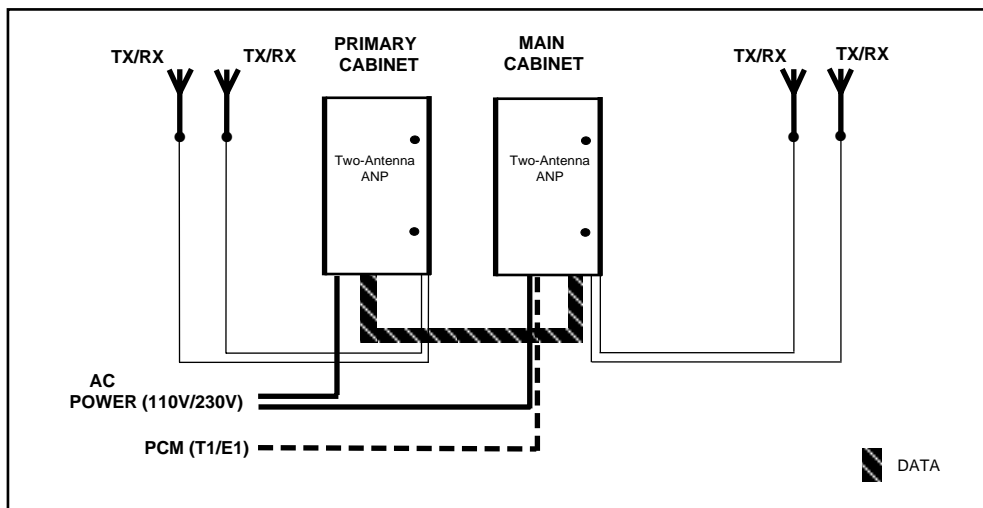 TX/RX
TX/RX
PRIMARY
CABINET
MAIN
CABINET
TX/RX
TX/RX
Two-Antenna
ANP
Two-Antenna
ANP
AC
POWER (110V/230V)
PCM (T1/E1)
DATA